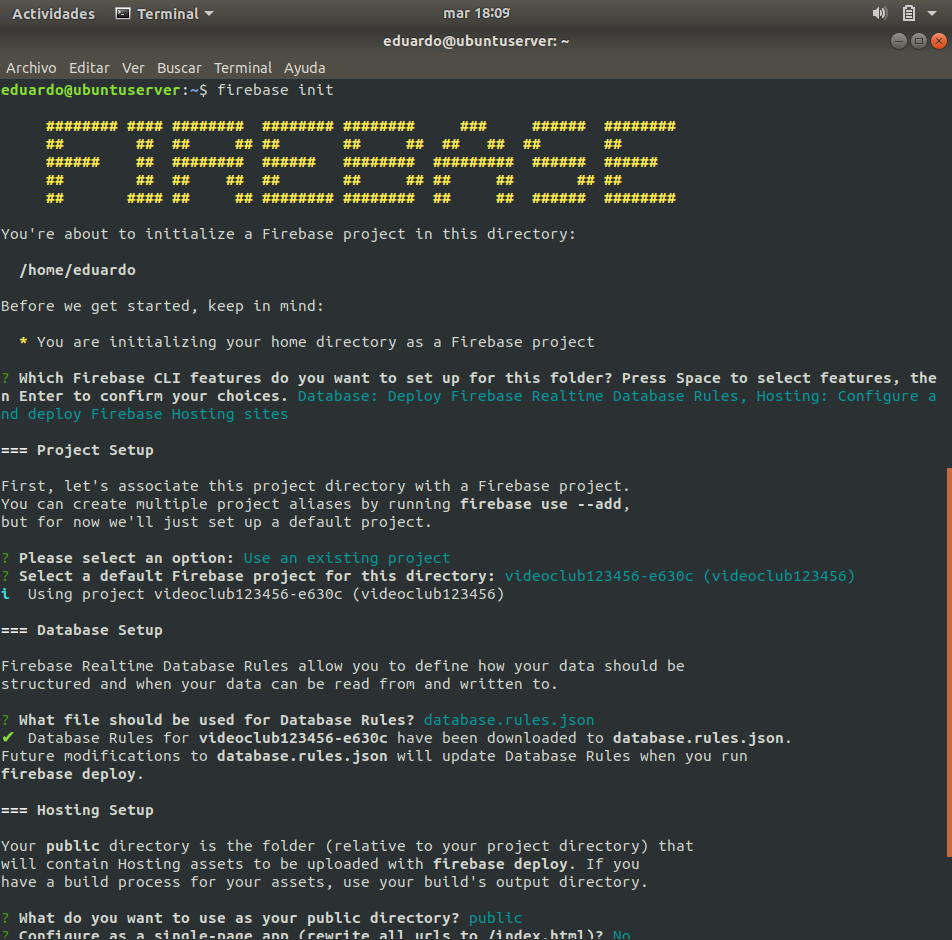 Actividades Terminal mar 18:09
eduardo@ubuntuserver: ~
Archivo Editar Ver Buscar Terminal Ayuda
eduardo@ubuntuserver:~$ firebase init
######## #### ########  ######## ########     ###     ######  ########
##        ##  ##     ## ##       ##     ##  ##   ##  ##       ##
######    ##  ########  ######   ########  #########  ######  ######
##        ##  ##    ##  ##       ##     ## ##     ##       ## ##
##       #### ##     ## ######## ########  ##     ##  ######  ########
You're about to initialize a Firebase project in this directory:
/home/eduardo
Before we get started, keep in mind:
* You are initializing your home directory as a Firebase project
? Which Firebase CLI features do you want to set up for this folder? Press Space to select features, the
n Enter to confirm your choices. Database: Deploy Firebase Realtime Database Rules, Hosting: Configure a
nd deploy Firebase Hosting sites
=== Project Setup
First, let's associate this project directory with a Firebase project.
You can create multiple project aliases by running firebase use --add,
but for now we'll just set up a default project.
? Please select an option: Use an existing project
? Select a default Firebase project for this directory: videoclub123456-e630c (videoclub123456)
i  Using project videoclub123456-e630c (videoclub123456)
=== Database Setup
Firebase Realtime Database Rules allow you to define how your data should be
structured and when your data can be read from and written to.
? What file should be used for Database Rules? database.rules.json
✔  Database Rules for videoclub123456-e630c have been downloaded to database.rules.json.
Future modifications to database.rules.json will update Database Rules when you run
firebase deploy.
=== Hosting Setup
Your public directory is the folder (relative to your project directory) that
will contain Hosting assets to be uploaded with firebase deploy. If you
have a build process for your assets, use your build's output directory.
? What do you want to use as your public directory? public
? Configure as a single-page app (rewrite all urls to /index.html)? No